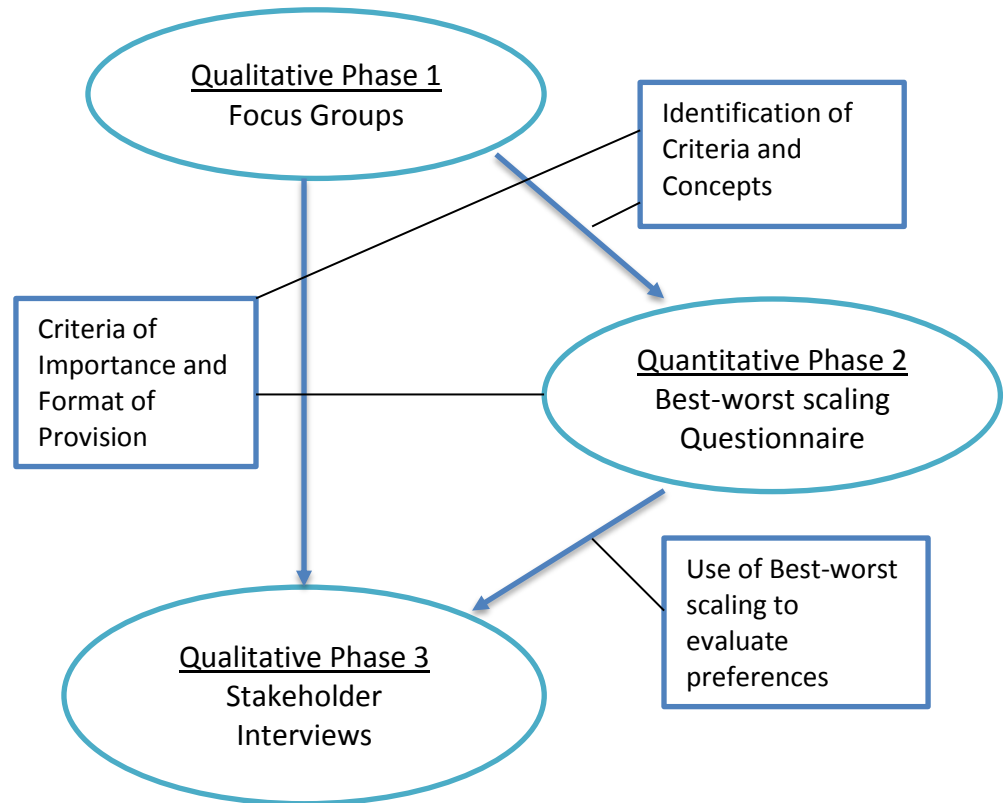 Qualitative Phase 1
Focus Groups
Identification of
Criteria and
Concepts
Criteria of
Importance and
Format of
Provision
Quantitative Phase 2
Best-worst scaling
Questionnaire
Use of Best-worst
scaling to
evaluate
preferences
Qualitative Phase 3
Stakeholder
Interviews